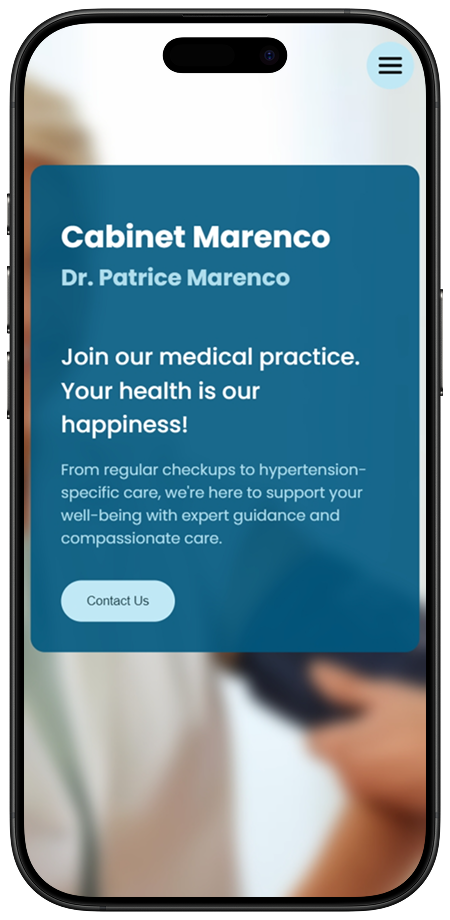 Cabinet Marenco
Dr. Patrice Marenco
Join our medical practice.
Your health is our
happiness!
From regular checkups to hypertension-
specific care, we're here to support your
well-being with expert guidance and
compassionate care.
Contact Us